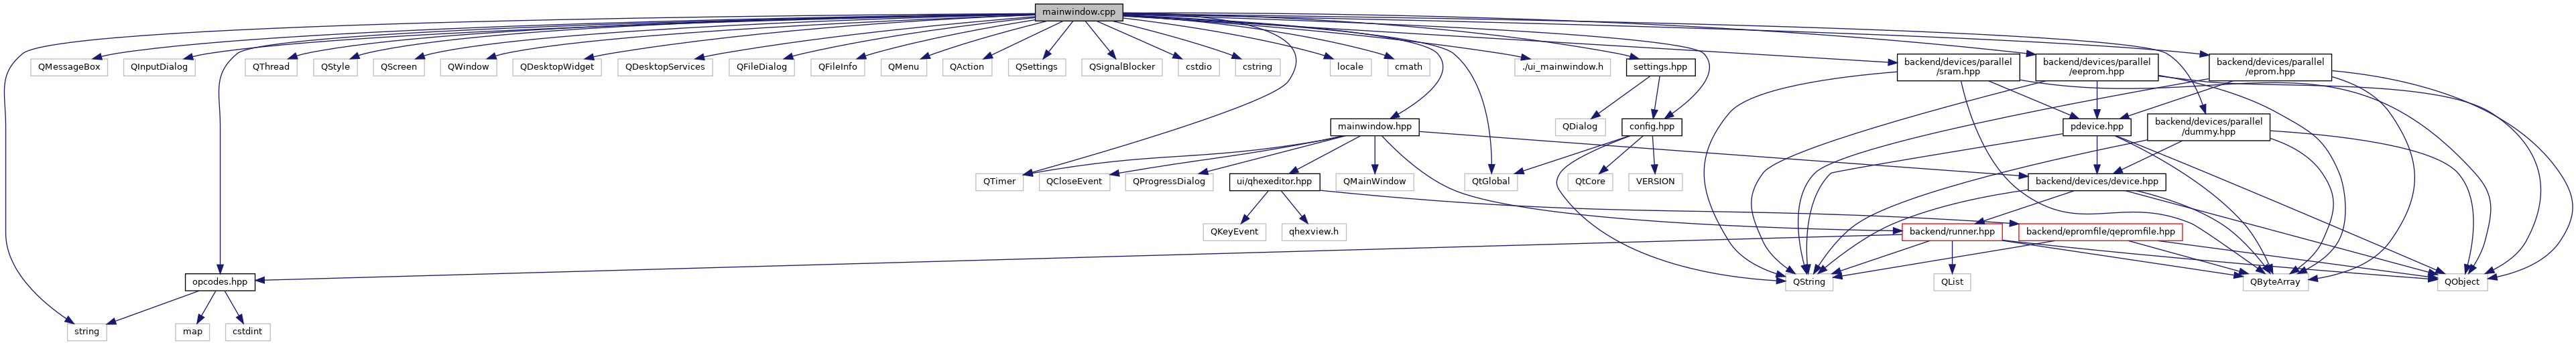 mainwindow.cpp
backend/devices/parallel
/sram.hpp
backend/devices/parallel
/eeprom.hpp
backend/devices/parallel
/eprom.hpp
QMessageBox
QInputDialog
QThread
QStyle
QScreen
QWindow
QDesktopWidget
QDesktopServices
QFileDialog
QFileInfo
QMenu
QAction
QSettings
QSignalBlocker
cstdio
cstring
locale
cmath
./ui_mainwindow.h
settings.hpp
mainwindow.hpp
QDialog
config.hpp
pdevice.hpp
backend/devices/parallel
/dummy.hpp
QTimer
QCloseEvent
QProgressDialog
ui/qhexeditor.hpp
QMainWindow
QtGlobal
QtCore
VERSION
backend/devices/device.hpp
QKeyEvent
qhexview.h
backend/runner.hpp
backend/epromfile/qepromfile.hpp
opcodes.hpp
QString
QList
QByteArray
QObject
string
map
cstdint